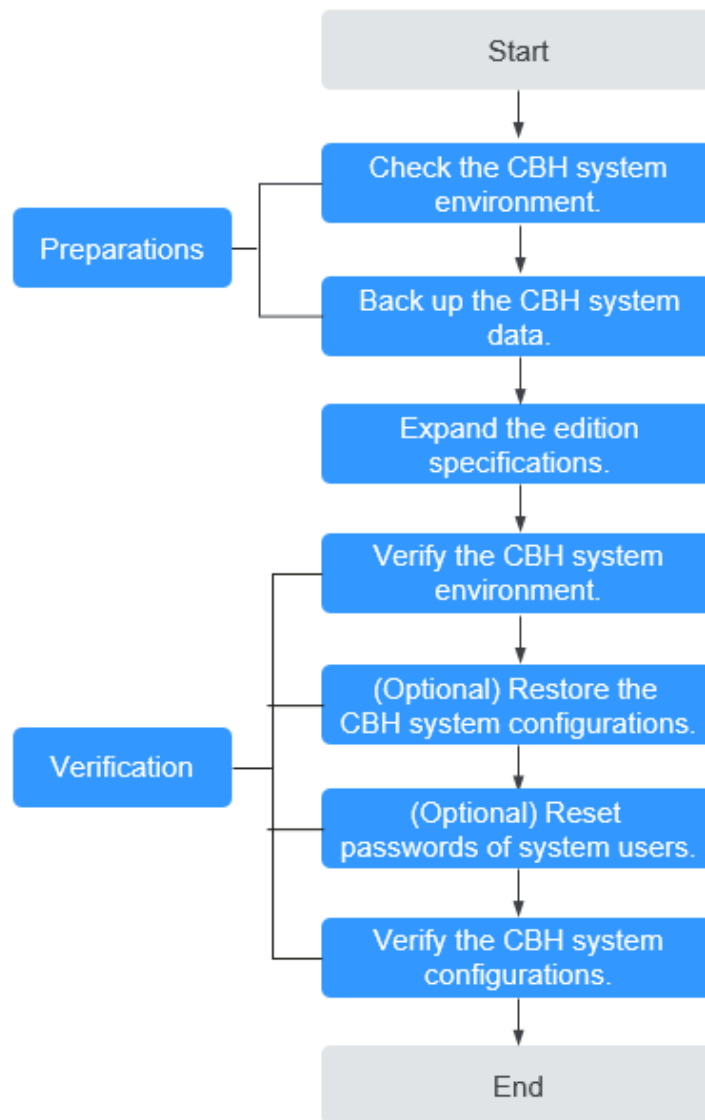 Start
Check the CBH system
environment.
Preparations
Back up the CBH system
data.
Expand the edition
specifications.
Verify the CBH system
environment.
(Optional) Restore the
CBH system configurations.
Verification
(Optional) Reset
passwords of system users.
Verify the CBH system
configurations.
End